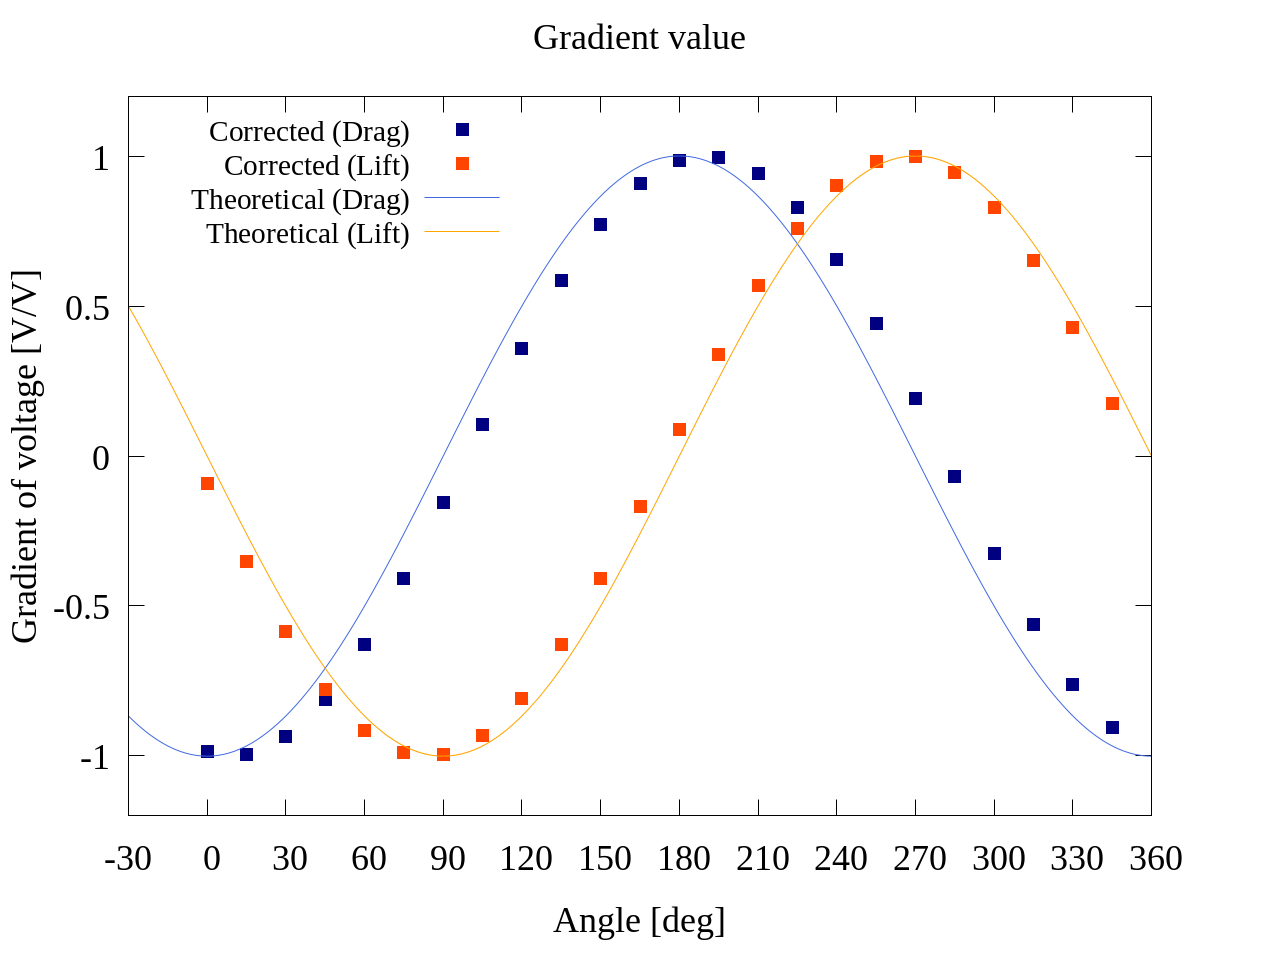 Gradient value
Corrected (Drag)
Corrected (Lift)
Theoretical (Drag)
Theoretical (Lift)
Gradient of voltage [V/V]
1
0.5
0
-0.5
-1
-30 0 30 60 90 120 150 180 210 240 270 300 330 360
Angle [deg]